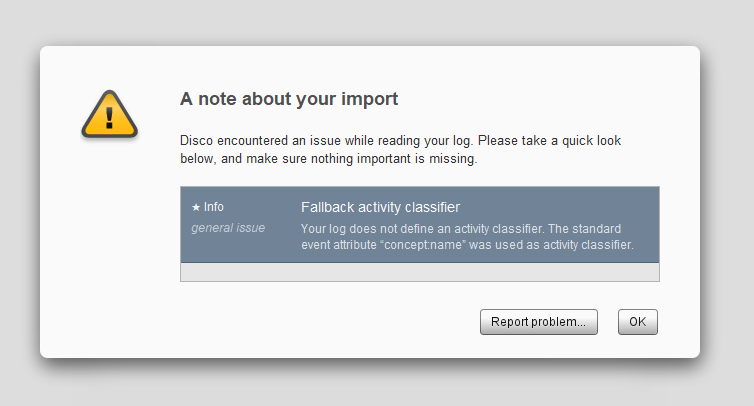 A note about your import
Disco encountered an issue while reading your log. Please take a quick look
below, and make sure nothing important is missing.
★ Info
Fallback activity classifier
general issue
Your log does not define an activity classifier. The standard
event attribute “concept:name” was used as activity classifier.
Report problem...
OK